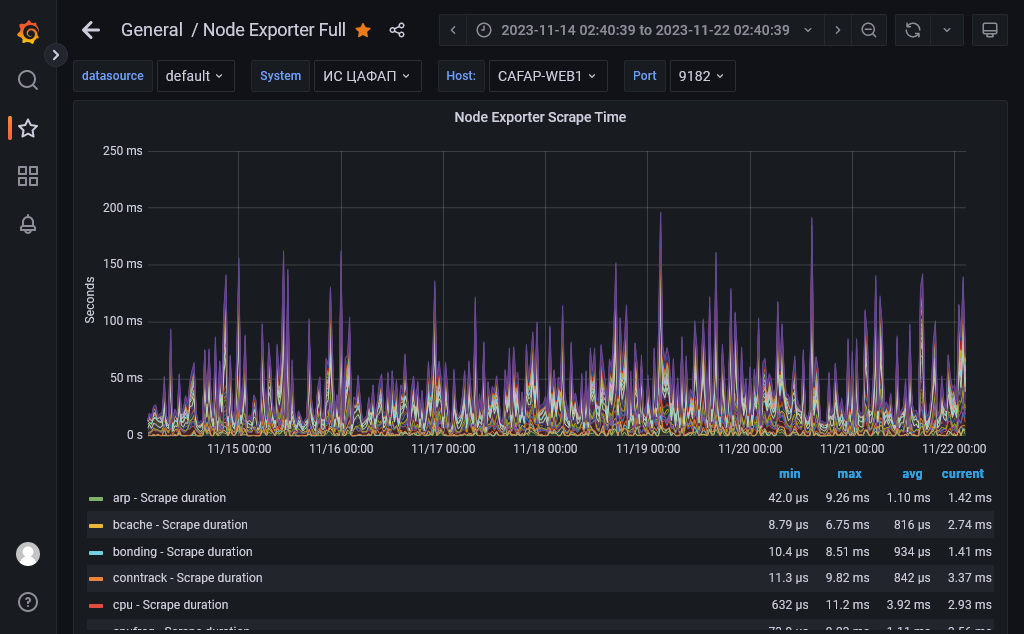 General / Node Exporter Full
2023-11-14 02:40:39 to 2023-11-22 02:40:39
datasource default System ИС ЦАФАП Host: CAFAP-WEB1 Port 9182
Node Exporter Scrape Time
250 ms
200 ms
150 ms
100 ms
50 ms
0 s
Seconds
11/15 00:00 11/16 00:00 11/17 00:00 11/18 00:00 11/19 00:00 11/20 00:00 11/21 00:00 11/22 00:00
min max avg current
arp - Scrape duration 42.0 µs 9.26 ms 1.10 ms 1.42 ms
bcache - Scrape duration 8.79 µs 6.75 ms 816 µs 2.74 ms
bonding - Scrape duration 10.4 µs 8.51 ms 934 µs 1.41 ms
conntrack - Scrape duration 11.3 µs 9.82 ms 842 µs 3.37 ms
cpu - Scrape duration 632 µs 11.2 ms 3.92 ms 2.93 ms